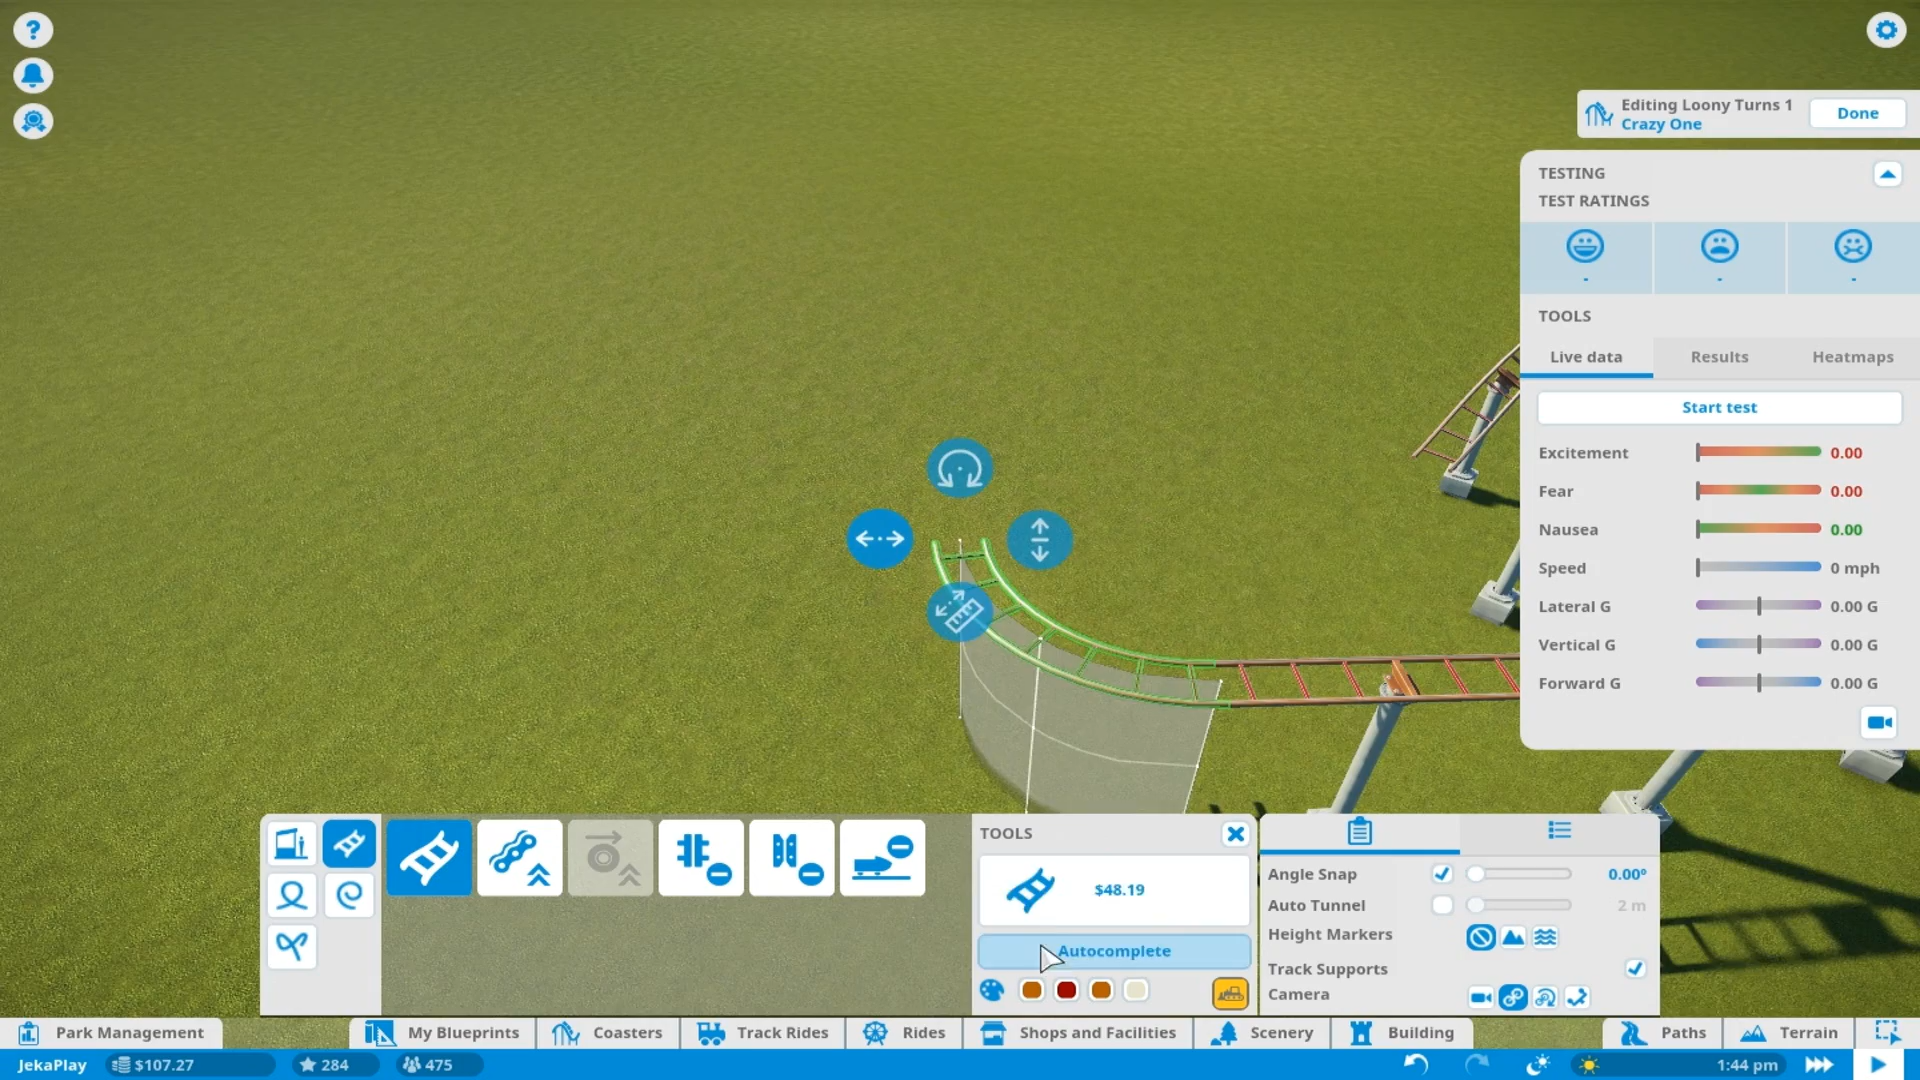 ?
Editing Loony Turns 1
Crazy One
Done
TESTING
TEST RATINGS
-
-
-
TOOLS
Live data
Results
Heatmaps
Start test
Excitement
0.00
Fear
0.00
Nausea
0.00
Speed
0 mph
Lateral G
0.00 G
Vertical G
0.00 G
Forward G
0.00 G
TOOLS
$48.19
Autocomplete
Angle Snap
0.00°
Auto Tunnel
2 m
Height Markers
Track Supports
Camera
Park Management
My Blueprints
Coasters
Track Rides
Rides
Shops and Facilities
Scenery
Building
Paths
Terrain
JekaPlay
$107.27
284
475
1:44 pm